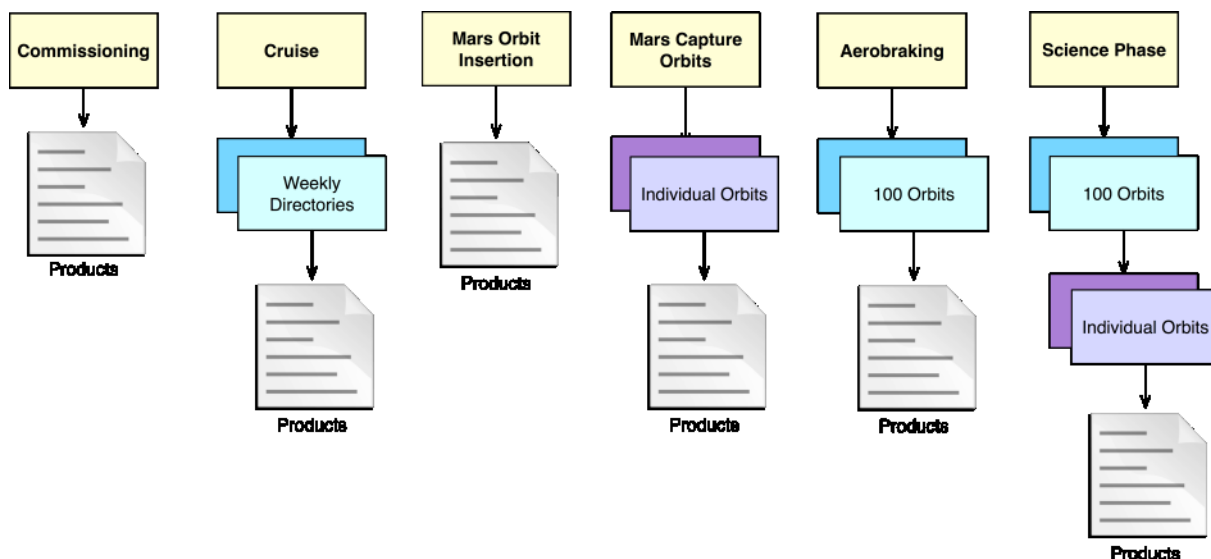 Commissioning
Cruise
Mars Orbit
Insertion
Mars Capture
Orbits
Aerobraking
Science Phase
Weekly
Directories
Individual Orbits
100 Orbits
100 Orbits
Products
Products
Individual Orbits
Products
Products
Products
Products